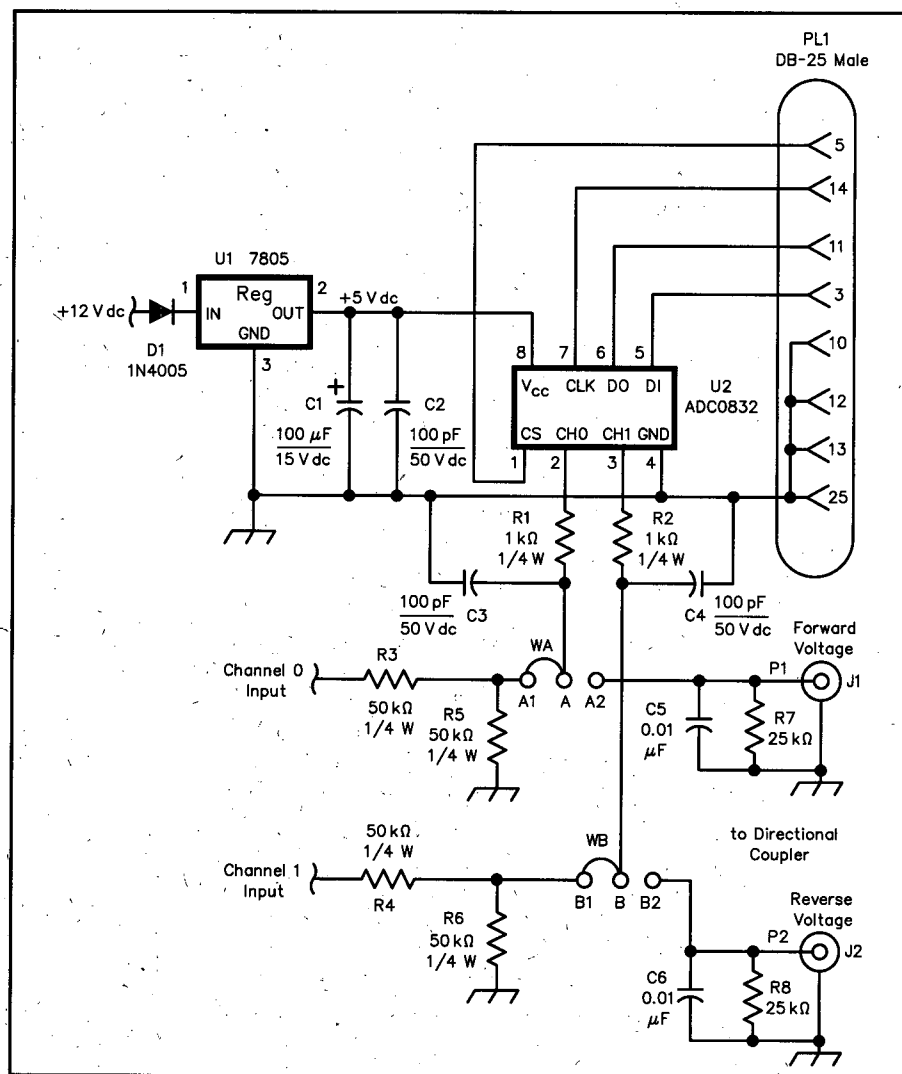 PL1
DB-25 Male
5
14
11
3
10
12
13
25
U1 7805
+12 Vdc
1
Reg
IN
OUT
GND
2
3
+5 Vdc
D1
1N4005
+
C1
100 µF
15 Vdc
C2
100 pF
50 Vdc
8
7
6
5
VCC
CLK
DO
DI
CS
CH0
CH1
GND
1
2
3
4
U2
ADC0832
R1
1 kΩ
1/4 W
R2
1 kΩ
1/4 W
100 pF
50 Vdc
C3
C4
100 pF
50 Vdc
Channel 0
Input
R3
50 kΩ
1/4 W
R5
50 kΩ
1/4 W
WA
A1
A
A2
Forward
Voltage
P1
J1
C5
0.01
µF
R7
25 kΩ
Channel 1
Input
50 kΩ
1/4 W
R4
R6
50 kΩ
1/4 W
WB
B1
B
B2
to Directional
Coupler
Reverse
Voltage
P2
J2
C6
0.01
µF
R8
25 kΩ